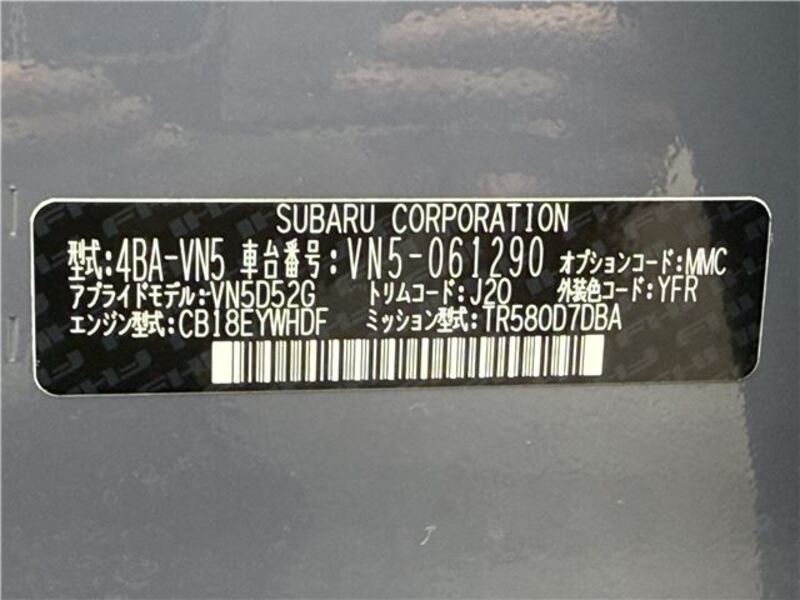 SUBARU CORPORATION
型式:4BA-VN5 車台番号:VN5-061290 オプションコード:MMC
アプライドモデル:VN5D52G トリムコード:J20 外装色コード:YFR
エンジン型式:CB18EYWHDF ミッション型式:TR580D7DBA